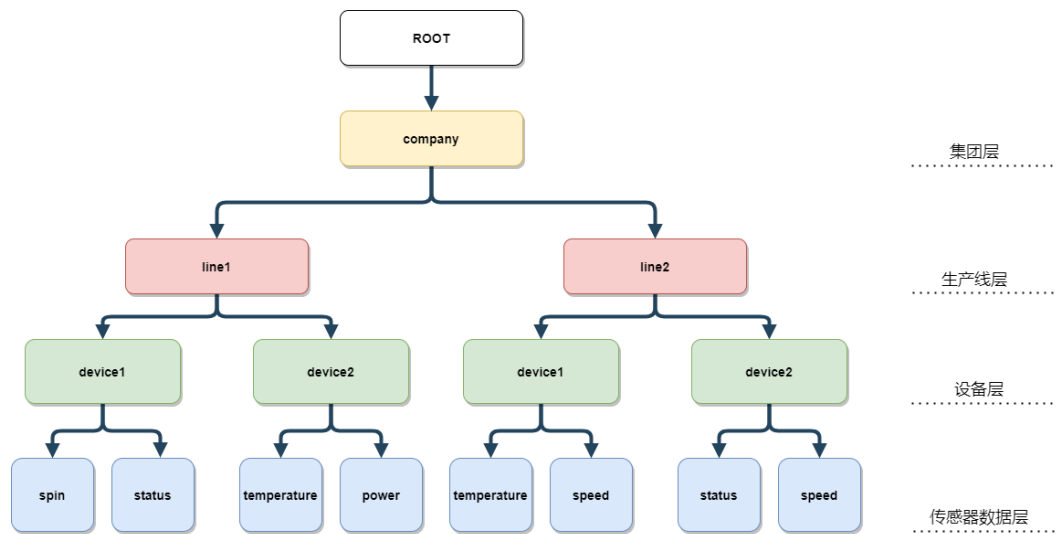 ROOT
company
集团层
line1
line2
生产线层
device1
device2
device1
device2
设备层
spin
status
temperature
power
temperature
speed
status
speed
传感器数据层